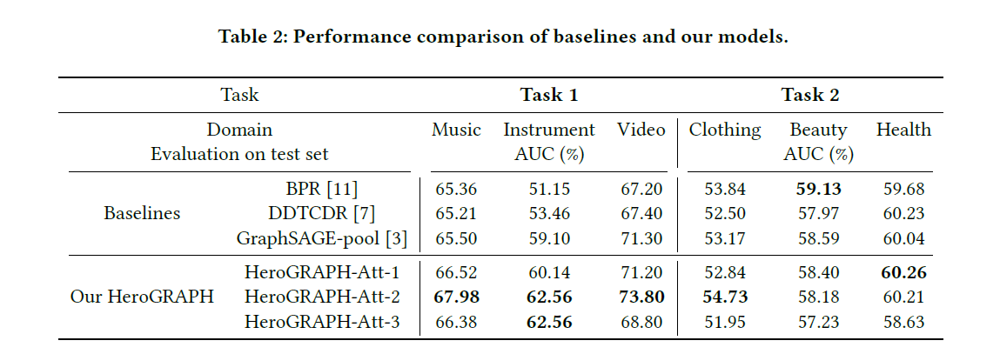 Table 2: Performance comparison of baselines and our models.
Task Task 1 Task 2
Domain Music Instrument Video Clothing Beauty Health
Evaluation on test set AUC (%) AUC (%)
BPR [11] 65.36 51.15 67.20 53.84 59.13 59.68
Baselines DDTCDR [7] 65.21 53.46 67.40 52.50 57.97 60.23
GraphSAGE-pool [3] 65.50 59.10 71.30 53.17 58.59 60.04
HeroGRAPH-Att-1 66.52 60.14 71.20 52.84 58.40 60.26
Our HeroGRAPH HeroGRAPH-Att-2 67.98 62.56 73.80 54.73 58.18 60.21
HeroGRAPH-Att-3 66.38 62.56 68.80 51.95 57.23 58.63